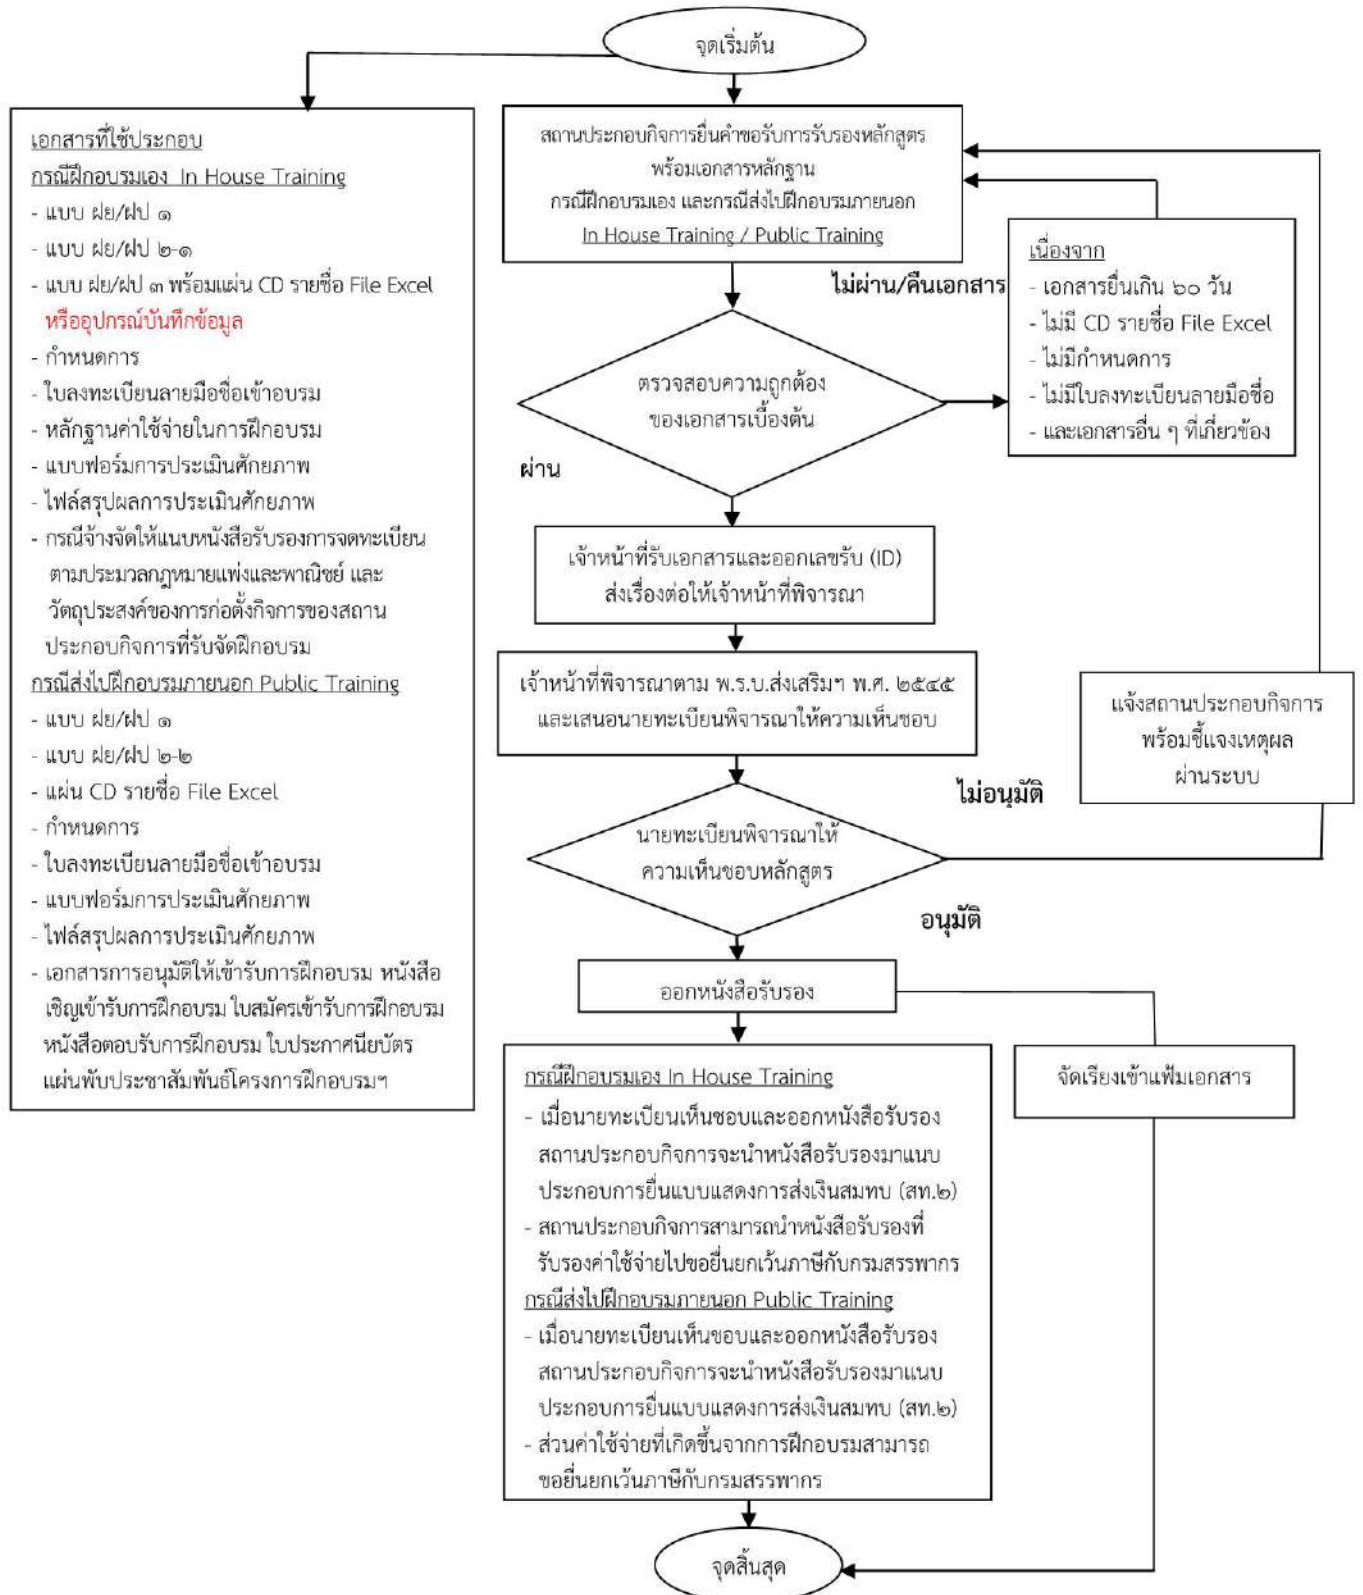 จุดเริ่มต้น
เอกสารที่ใช้ประกอบ
กรณีฝึกอบรมเอง In House Training
- แบบ ฝย/ฝป ๑
- แบบ ฝย/ฝป ๒-๑
- แบบ ฝย/ฝป ๓ พร้อมแผ่น CD รายชื่อ File Excel
หรืออุปกรณ์บันทึกข้อมูล
- กำหนดการ
- ใบลงทะเบียนลายมือชื่อเข้าอบรม
- หลักฐานค่าใช้จ่ายในการฝึกอบรม
- แบบฟอร์มการประเมินศักยภาพ
- ไฟล์สรุปผลการประเมินศักยภาพ
- กรณีจ้างจัดให้แนบหนังสือรับรองการจดทะเบียน
ตามประมวลกฎหมายแพ่งและพาณิชย์ และ
วัตถุประสงค์ของการก่อตั้งกิจการของสถาน
ประกอบกิจการที่รับจัดฝึกอบรม
กรณีส่งไปฝึกอบรมภายนอก Public Training
- แบบ ฝย/ฝป ๑
- แบบ ฝย/ฝป ๒-๒
- แผ่น CD รายชื่อ File Excel
- กำหนดการ
- ใบลงทะเบียนลายมือชื่อเข้าอบรม
- แบบฟอร์มการประเมินศักยภาพ
- ไฟล์สรุปผลการประเมินศักยภาพ
- เอกสารการอนุมัติให้เข้ารับการฝึกอบรม หนังสือ
เชิญเข้ารับการฝึกอบรม ใบสมัครเข้ารับการฝึกอบรม
หนังสือตอบรับการฝึกอบรม ใบประกาศนียบัตร
แผ่นพับประชาสัมพันธ์โครงการฝึกอบรมฯ
สถานประกอบกิจการยื่นคำขอรับการรับรองหลักสูตร
พร้อมเอกสารหลักฐาน
กรณีฝึกอบรมเอง และกรณีส่งไปฝึกอบรมภายนอก
In House Training / Public Training
ไม่ผ่าน/คืนเอกสาร
เนื่องจาก
- เอกสารยื่นเกิน ๖๐ วัน
- ไม่มี CD รายชื่อ File Excel
- ไม่มีกำหนดการ
- ไม่มีใบลงทะเบียนลายมือชื่อ
- และเอกสารอื่น ๆ ที่เกี่ยวข้อง
ตรวจสอบความถูกต้อง
ของเอกสารเบื้องต้น
ผ่าน
เจ้าหน้าที่รับเอกสารและออกเลขรับ (ID)
ส่งเรื่องต่อให้เจ้าหน้าที่พิจารณา
เจ้าหน้าที่พิจารณาตาม พ.ร.บ.ส่งเสริมฯ พ.ศ. ๒๕๔๕
และเสนอนายทะเบียนพิจารณาให้ความเห็นชอบ
แจ้งสถานประกอบกิจการ
พร้อมชี้แจงเหตุผล
ผ่านระบบ
ไม่อนุมัติ
นายทะเบียนพิจารณาให้
ความเห็นชอบหลักสูตร
อนุมัติ
ออกหนังสือรับรอง
จัดเรียงเข้าแฟ้มเอกสาร
กรณีฝึกอบรมเอง In House Training
- เมื่อนายทะเบียนเห็นชอบและออกหนังสือรับรอง
สถานประกอบกิจการจะนำหนังสือรับรองมาแนบ
ประกอบการยื่นแบบแสดงการส่งเงินสมทบ (สท.๒)
- สถานประกอบกิจการสามารถนำหนังสือรับรองที่
รับรองค่าใช้จ่ายไปขอยื่นยกเว้นภาษีกับกรมสรรพากร
กรณีส่งไปฝึกอบรมภายนอก Public Training
- เมื่อนายทะเบียนเห็นชอบและออกหนังสือรับรอง
สถานประกอบกิจการจะนำหนังสือรับรองมาแนบ
ประกอบการยื่นแบบแสดงการส่งเงินสมทบ (สท.๒)
- ส่วนค่าใช้จ่ายที่เกิดขึ้นจากการฝึกอบรมสามารถ
ขอยื่นยกเว้นภาษีกับกรมสรรพากร
จุดสิ้นสุด